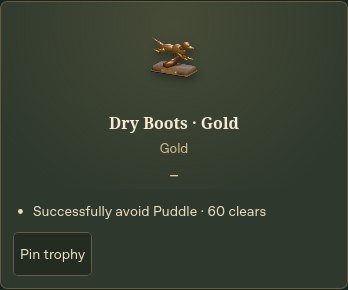 Dry Boots · Gold
Gold
–
• Successfully avoid Puddle · 60 clears
Pin trophy